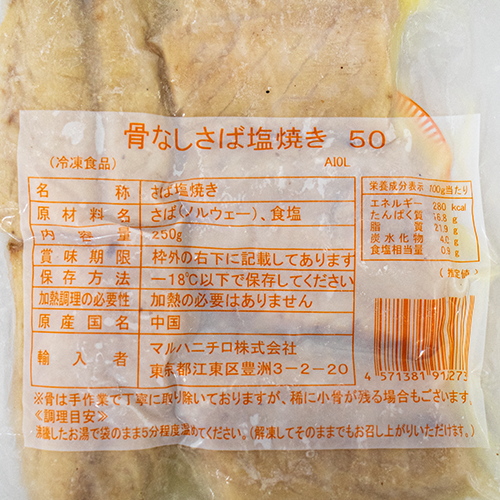 骨なしさば塩焼き 50
(冷凍食品) AI0L
名称 さば塩焼き
原材料名 さば(ノルウェー)、食塩
内容量 250g
賞味期限 枠外の右下に記載してあります
保存方法 −18℃以下で保存してください
加熱調理の必要性 加熱の必要はありません
原産国名 中国
輸入者 マルハニチロ株式会社
東京都江東区豊洲3−2−20
栄養成分表示 100g当たり
エネルギー 280 kcal
たんぱく質 16.8 g
脂質 21.9 g
炭水化物 4.0 g
食塩相当量 0.9 g
(推定値)
4 571381 91273
※骨は手作業で丁寧に取り除いておりますが、稀に小骨が残る場合もございます。
≪調理目安≫
沸騰したお湯で袋のまま5分程度温めてください。(解凍してそのままでもお召し上がりいただけます。)